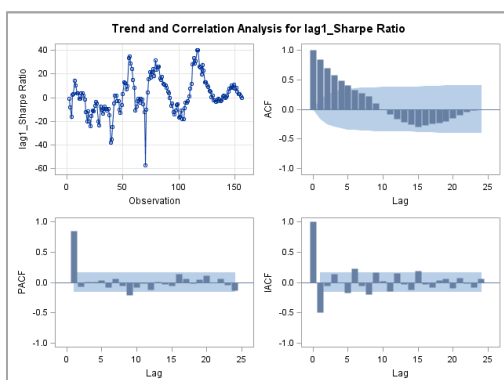 Trend and Correlation Analysis for lag1_Sharpe Ratio
lag1_Sharpe Ratio
40
20
0
-20
-40
-60
0 50 100 150
Observation
ACF
1.0
0.5
0.0
-0.5
-1.0
0 5 10 15 20 25
Lag
PACF
1.0
0.5
0.0
-0.5
-1.0
0 5 10 15 20 25
Lag
IACF
1.0
0.5
0.0
-0.5
-1.0
0 5 10 15 20 25
Lag